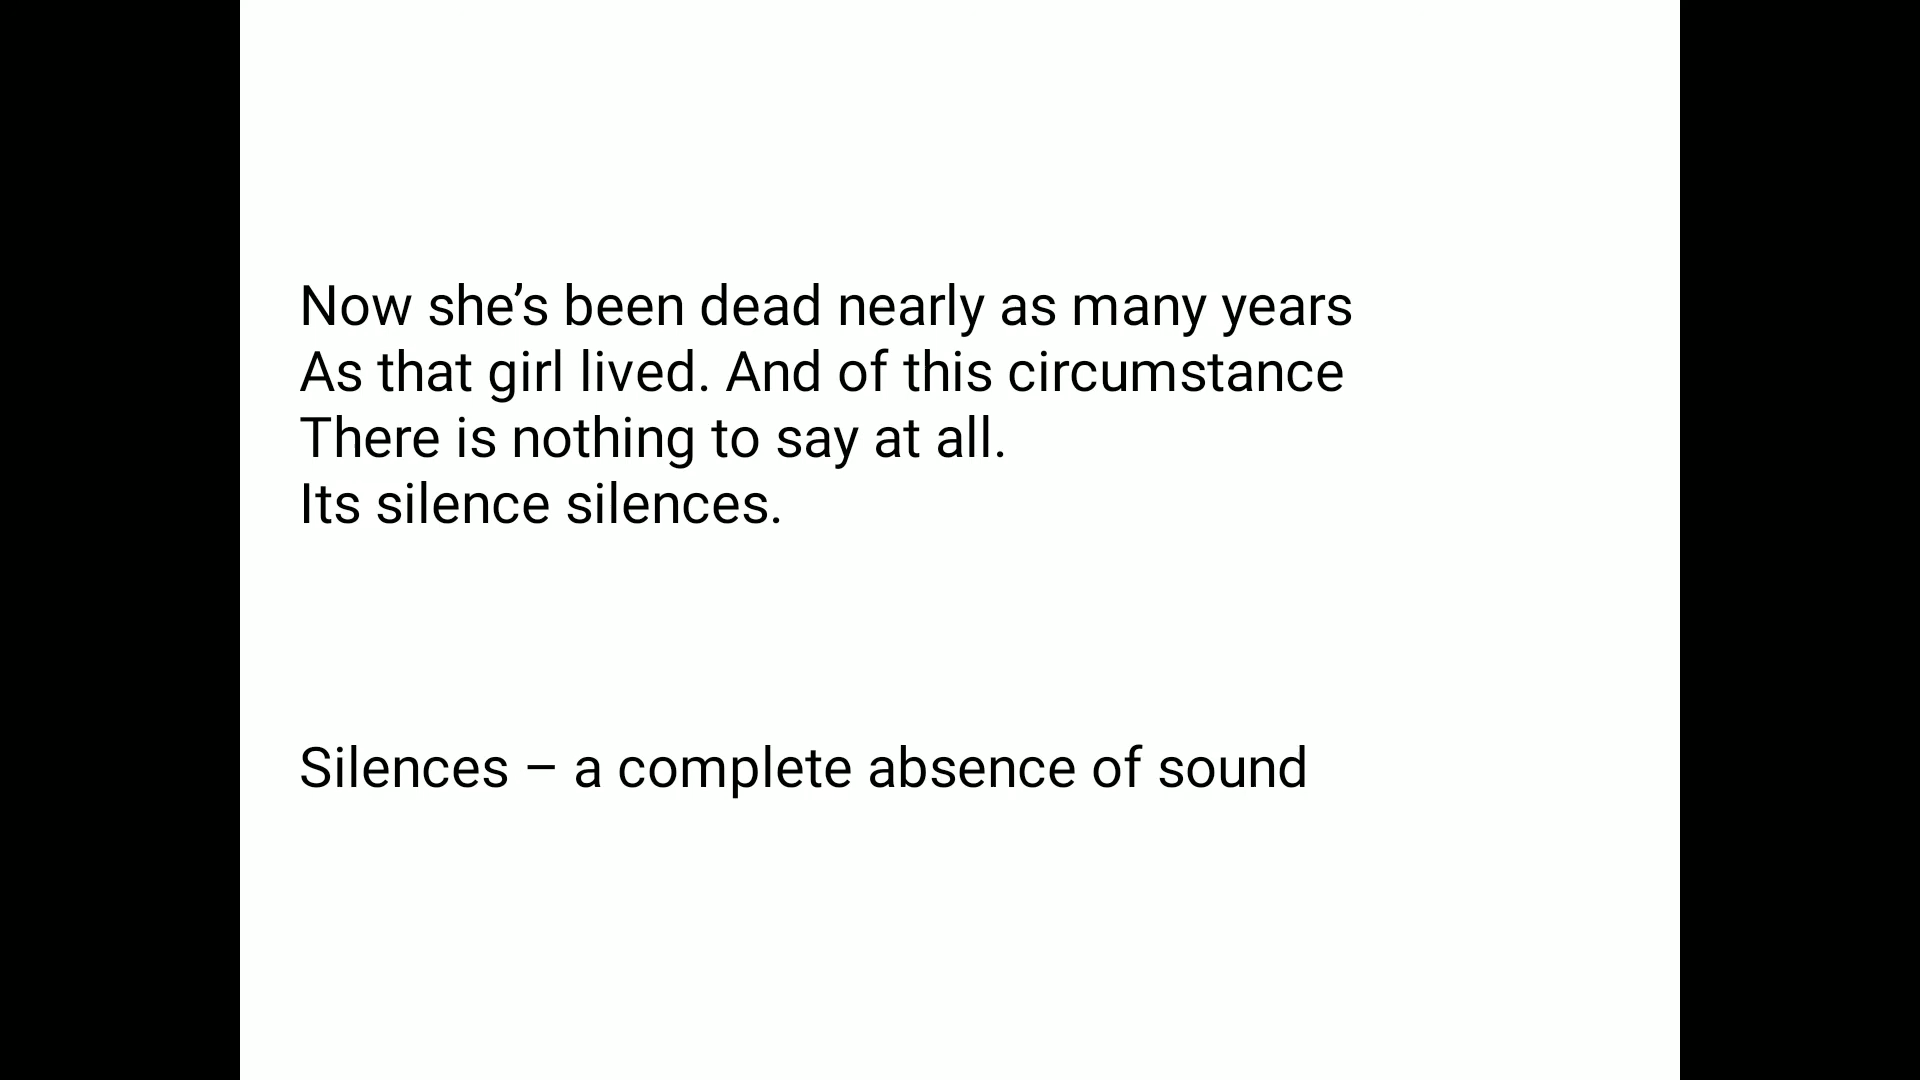 Now she’s been dead nearly as many years
As that girl lived. And of this circumstance
There is nothing to say at all.
Its silence silences.
Silences – a complete absence of sound